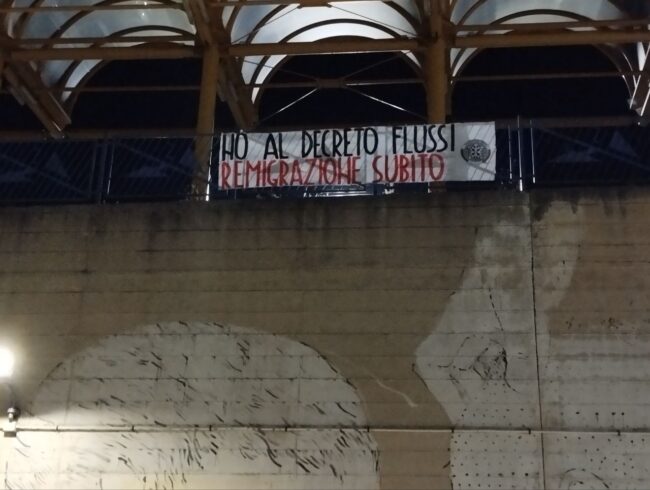 NO AL DECRETO FLUSSI
REMIGRAZIONE SUBITO